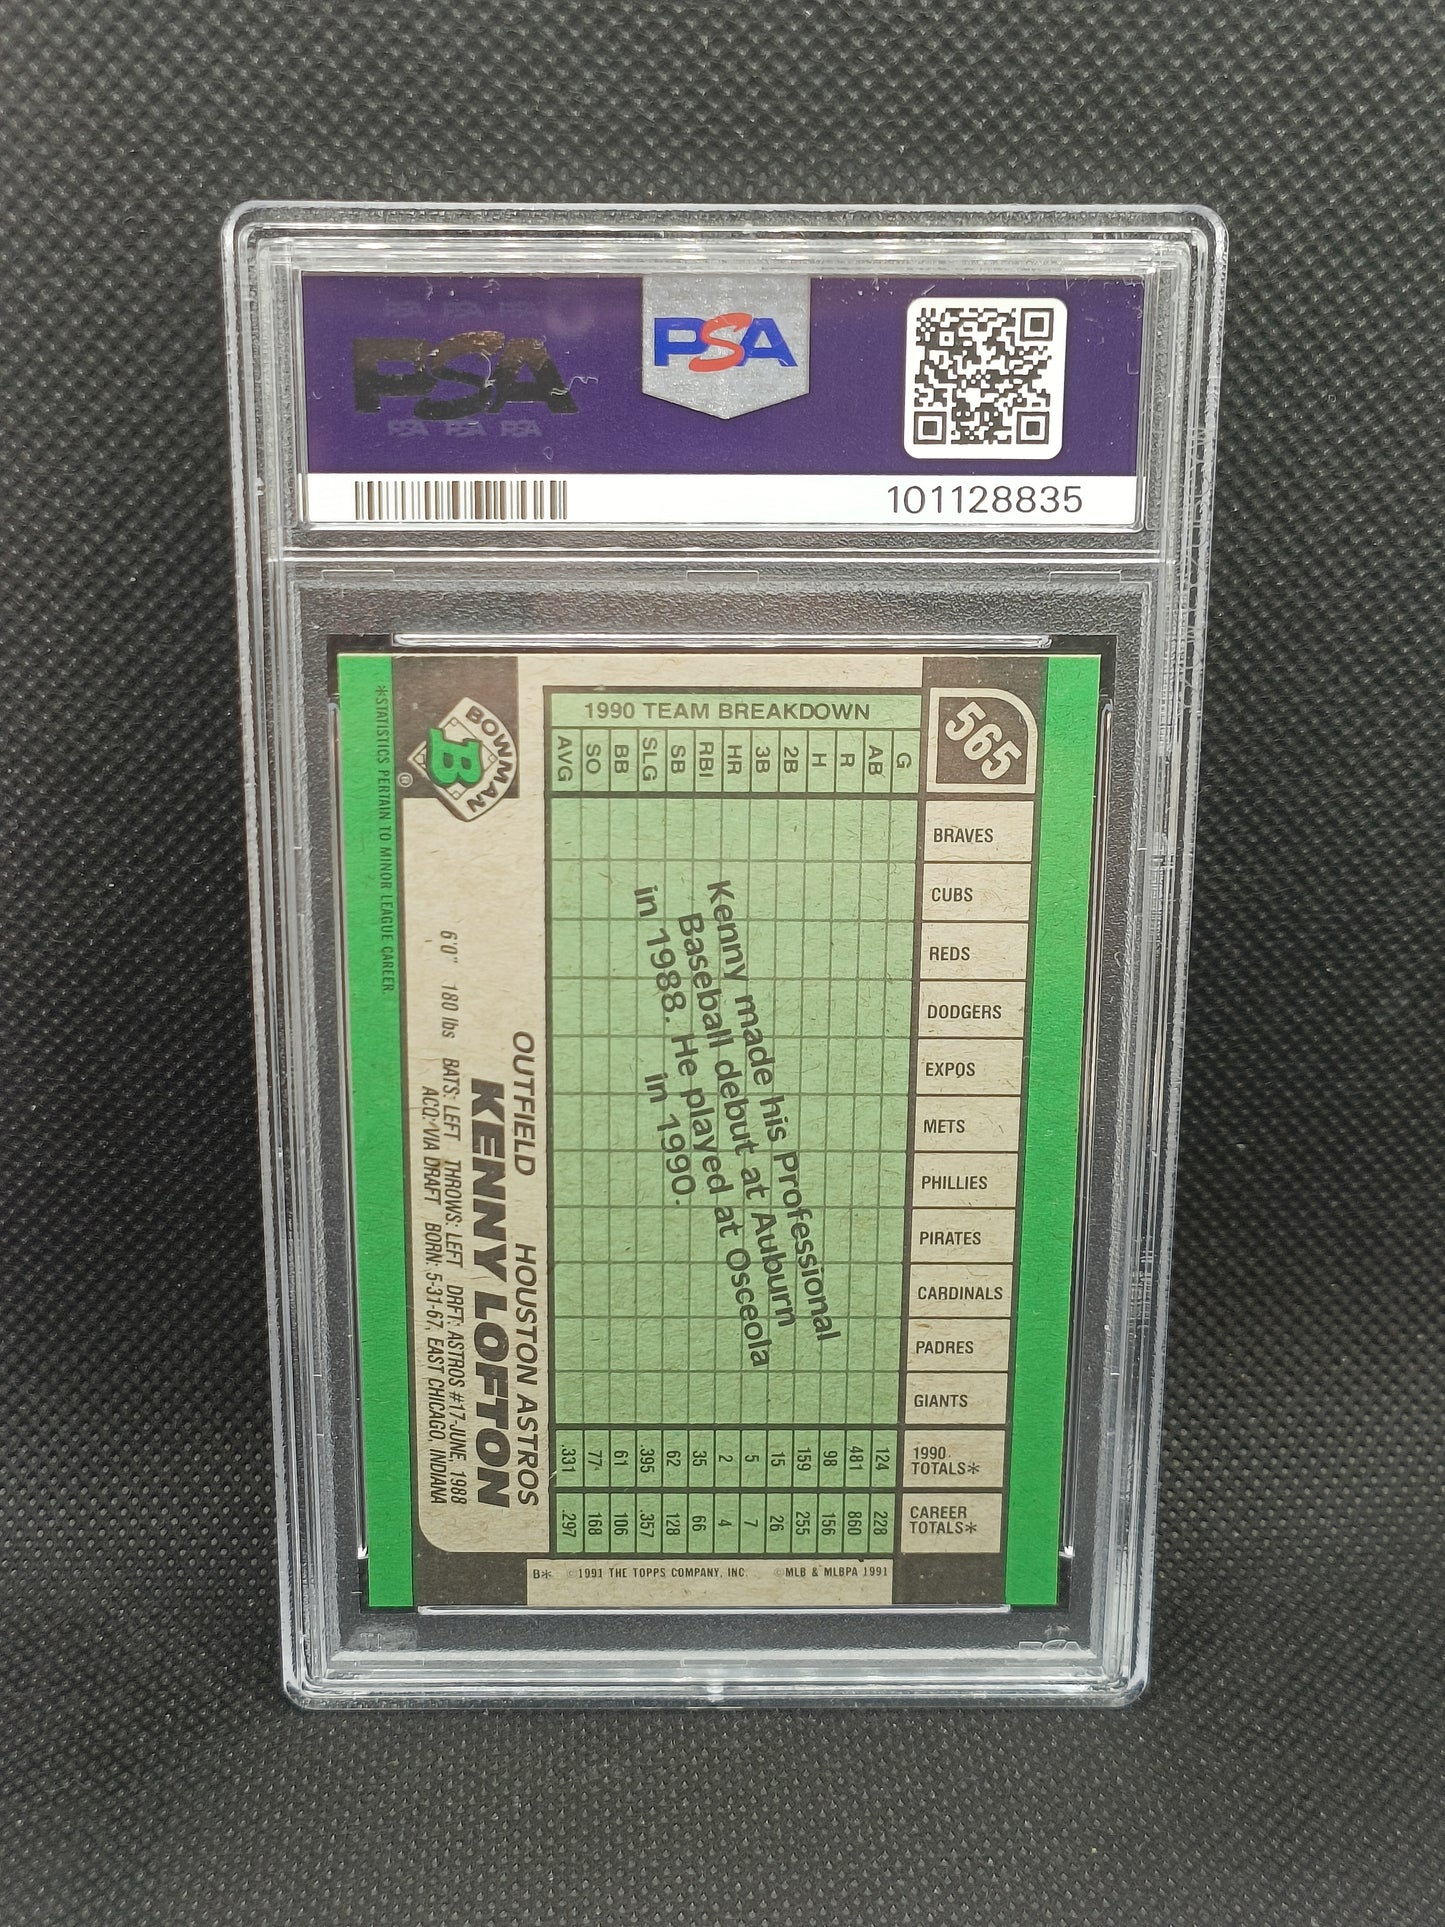 PSA
PSA PSA PSA
PSA
101128835
565
BRAVES
CUBS
REDS
DODGERS
EXPOS
METS
PHILLIES
PIRATES
CARDINALS
PADRES
GIANTS
1990
TOTALS*
CAREER
TOTALS*
1990 TEAM BREAKDOWN
G 124 228
AB 481 860
R 98 156
H 159 255
2B 15 26
3B 5 7
HR 2 4
RBI 35 66
SB 62 128
SLG .395 .357
BB 61 106
SO 77 168
AVG .331 .297
Kenny made his Professional
Baseball debut at Auburn
in 1988. He played at Osceola
in 1990.
OUTFIELD HOUSTON ASTROS
KENNY LOFTON
6'0" 180 lbs BATS: LEFT THROWS: LEFT DRFT: ASTROS #17-JUNE, 1988
ACQ: VIA DRAFT BORN: 5-31-67, EAST CHICAGO, INDIANA
BOWMAN
B
®
*STATISTICS PERTAIN TO MINOR LEAGUE CAREER.
B* ©1991 THE TOPPS COMPANY, INC. ©MLB & MLBPA 1991
PSA